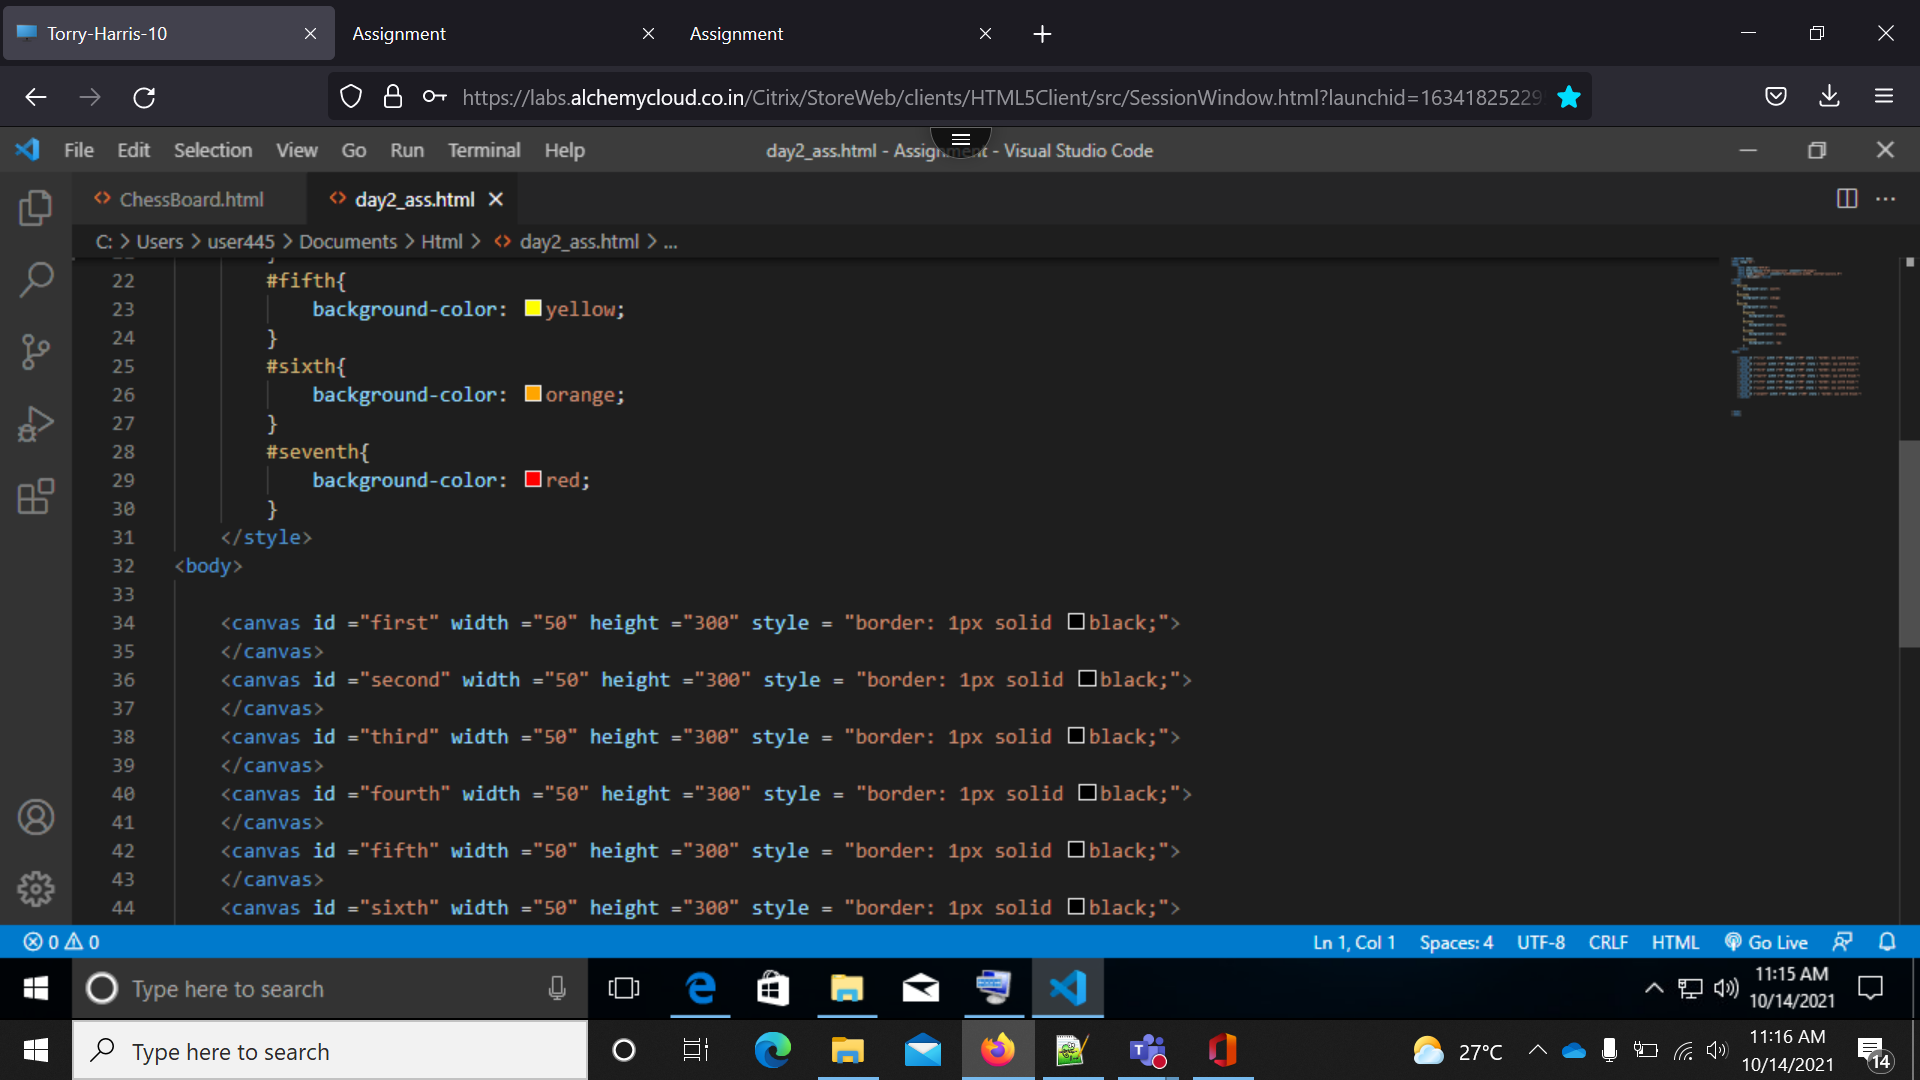 Torry-Harris-10
Assignment
Assignment
https://labs.alchemycloud.co.in/Citrix/StoreWeb/clients/HTML5Client/src/SessionWindow.html?launchid=163418252229
File Edit Selection View Go Run Terminal Help
day2_ass.html - Assignment - Visual Studio Code
ChessBoard.html
day2_ass.html
C: > Users > user445 > Documents > Html > day2_ass.html > ...
22 #fifth{
23 background-color: yellow;
24 }
25 #sixth{
26 background-color: orange;
27 }
28 #seventh{
29 background-color: red;
30 }
31 </style>
32 <body>
33
34 <canvas id ="first" width ="50" height ="300" style = "border: 1px solid black;">
35 </canvas>
36 <canvas id ="second" width ="50" height ="300" style = "border: 1px solid black;">
37 </canvas>
38 <canvas id ="third" width ="50" height ="300" style = "border: 1px solid black;">
39 </canvas>
40 <canvas id ="fourth" width ="50" height ="300" style = "border: 1px solid black;">
41 </canvas>
42 <canvas id ="fifth" width ="50" height ="300" style = "border: 1px solid black;">
43 </canvas>
44 <canvas id ="sixth" width ="50" height ="300" style = "border: 1px solid black;">
0 0
Ln 1, Col 1 Spaces: 4 UTF-8 CRLF HTML Go Live
Type here to search
11:15 AM
10/14/2021
Type here to search
27°C
11:16 AM
10/14/2021
14